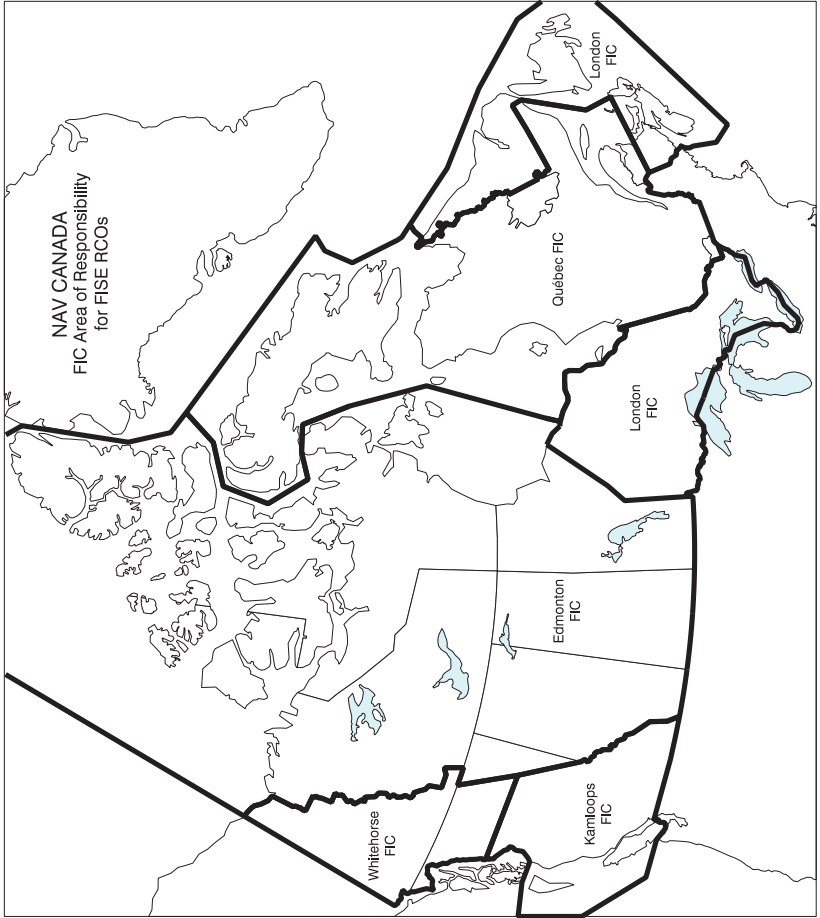 NAV CANADA
FIC Area of Responsibility
for FISE RCOs
London
FIC
Québec FIC
London
FIC
Edmonton
FIC
Kamloops
FIC
Whitehorse
FIC